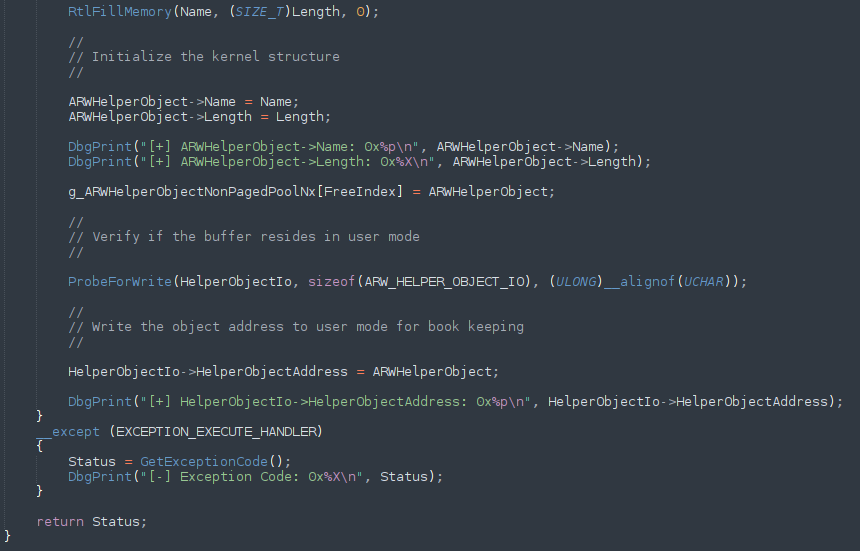 RtlFillMemory(Name, (SIZE_T)Length, 0);
//
// Initialize the kernel structure
//
ARWHelperObject->Name = Name;
ARWHelperObject->Length = Length;
DbgPrint("[+] ARWHelperObject->Name: 0x%p\n", ARWHelperObject->Name);
DbgPrint("[+] ARWHelperObject->Length: 0x%X\n", ARWHelperObject->Length);
g_ARWHelperObjectNonPagedPoolNx[FreeIndex] = ARWHelperObject;
//
// Verify if the buffer resides in user mode
//
ProbeForWrite(HelperObjectIo, sizeof(ARW_HELPER_OBJECT_IO), (ULONG)__alignof(UCHAR));
//
// Write the object address to user mode for book keeping
//
HelperObjectIo->HelperObjectAddress = ARWHelperObject;
DbgPrint("[+] HelperObjectIo->HelperObjectAddress: 0x%p\n", HelperObjectIo->HelperObjectAddress);
}
__except (EXCEPTION_EXECUTE_HANDLER)
{
Status = GetExceptionCode();
DbgPrint("[-] Exception Code: 0x%X\n", Status);
}
return Status;
}